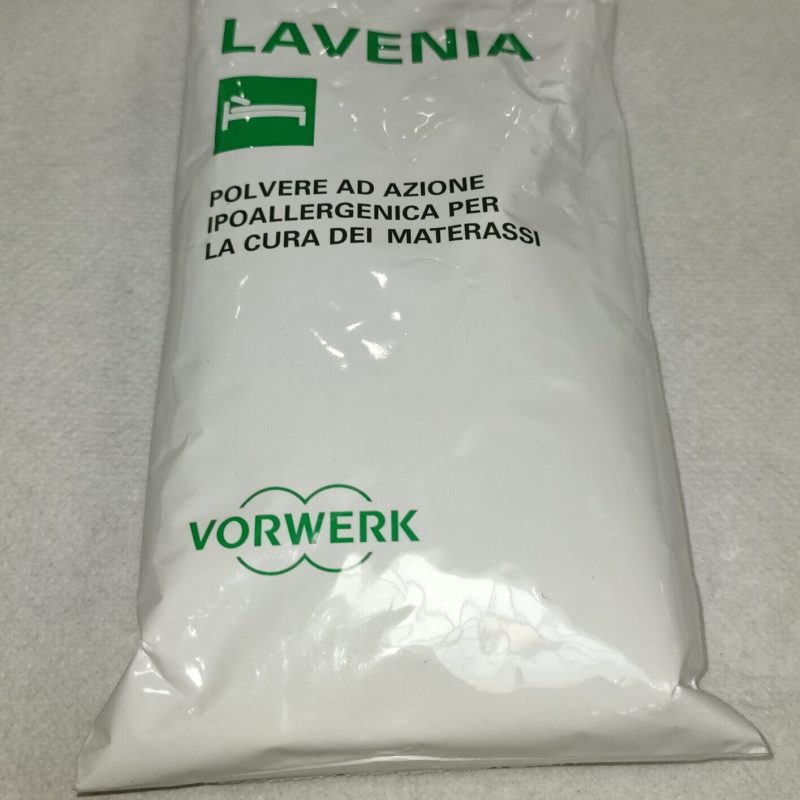 LAVENIA
POLVERE AD AZIONE
IPOALLERGENICA PER
LA CURA DEI MATERASSI
VORWERK